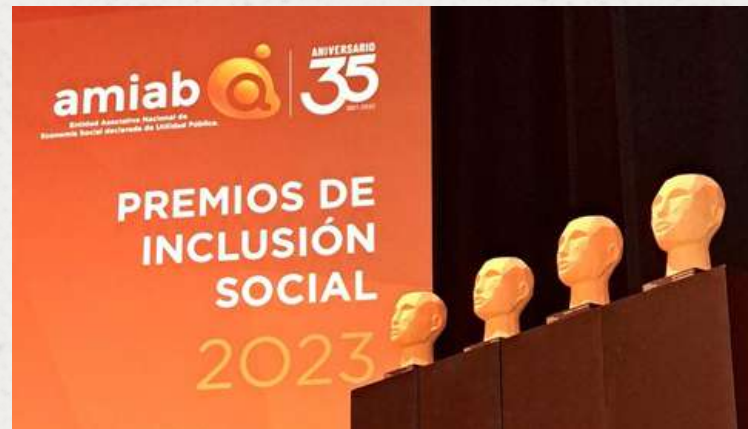 amiab
Entidad Asociativa Nacional de
Economía Social declarada de Utilidad Pública.
ANIVERSARIO
35
PREMIOS DE
INCLUSIÓN
SOCIAL
2023